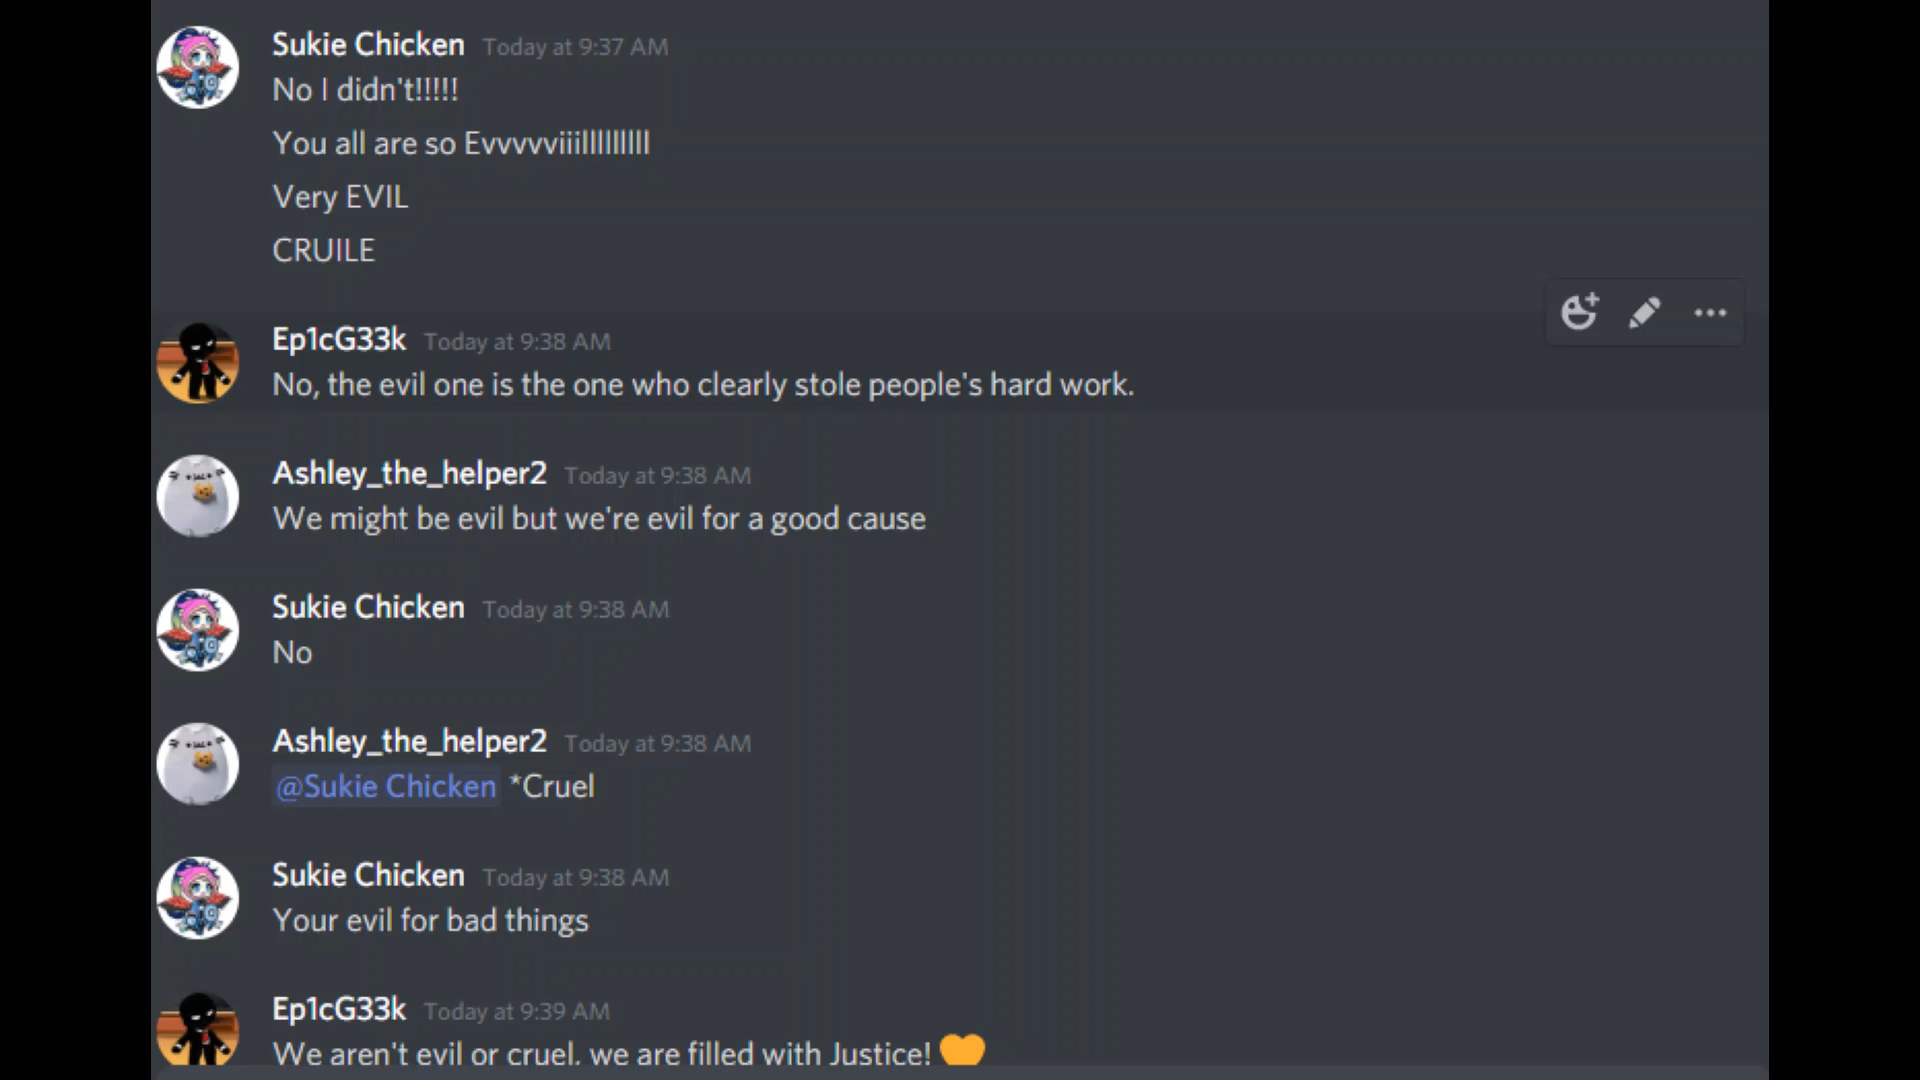 Sukie Chicken Today at 9:37 AM
No I didn't!!!!!
You all are so Evvvvviiilllllllll
Very EVIL
CRUILE
Ep1cG33k Today at 9:38 AM
No, the evil one is the one who clearly stole people's hard work.
Ashley_the_helper2 Today at 9:38 AM
We might be evil but we're evil for a good cause
Sukie Chicken Today at 9:38 AM
No
Ashley_the_helper2 Today at 9:38 AM
@Sukie Chicken *Cruel
Sukie Chicken Today at 9:38 AM
Your evil for bad things
Ep1cG33k Today at 9:39 AM
We aren't evil or cruel, we are filled with Justice! 🧡